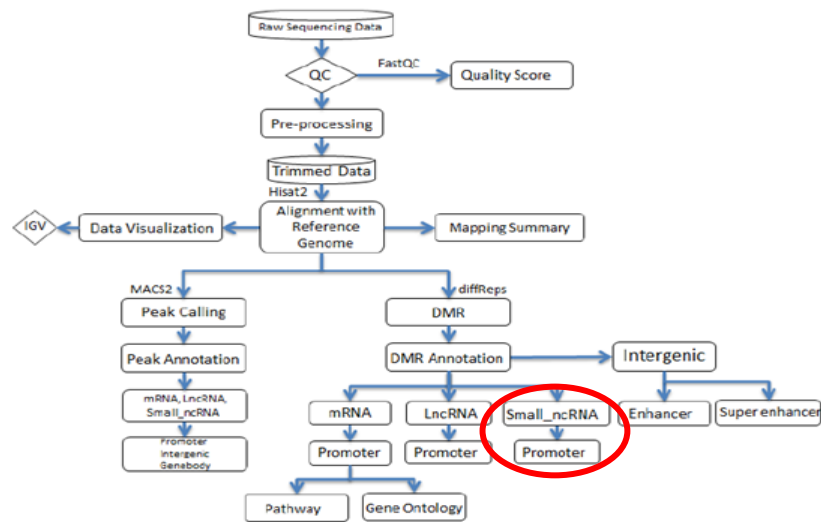 Raw Sequencing Data
QC
FastQC
Quality Score
Pre-processing
Trimmed Data
Hisat2
IGV
Data Visualization
Alignment with
Reference
Genome
Mapping Summary
MACS2
diffReps
Peak Calling
DMR
Peak Annotation
DMR Annotation
Intergenic
mRNA, LncRNA,
Small_ncRNA
mRNA
LncRNA
Small_ncRNA
Enhancer
Super enhancer
Promoter
Intergenic
Genebody
Promoter
Promoter
Promoter
Pathway
Gene Ontology